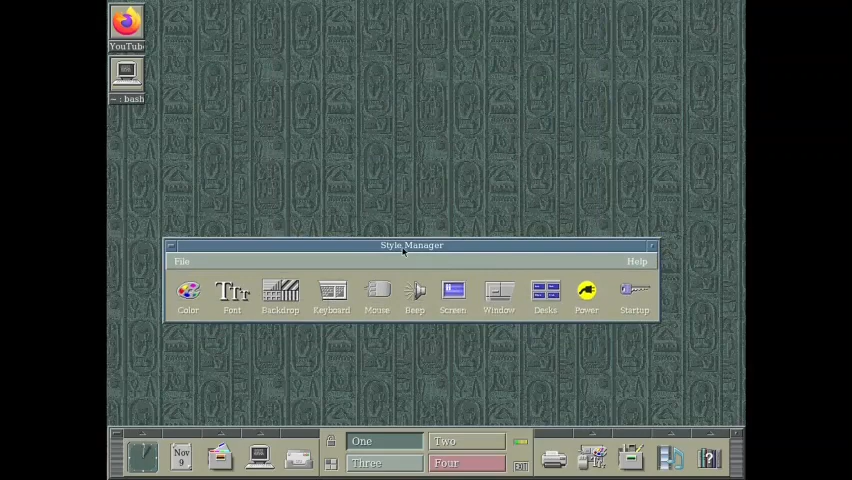 YouTube
~ : bash
Style Manager
File Help
Color Font Backdrop Keyboard Mouse Beep Screen Window Desks Power Startup
One Two
Nov
9
Three Four
EXIT